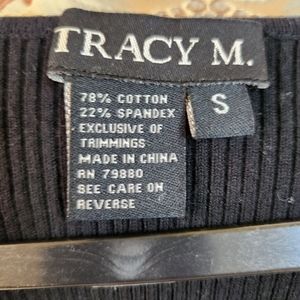 TRACY M.
S
78% COTTON
22% SPANDEX
EXCLUSIVE OF
TRIMMINGS
MADE IN CHINA
RN 79880
SEE CARE ON
REVERSE